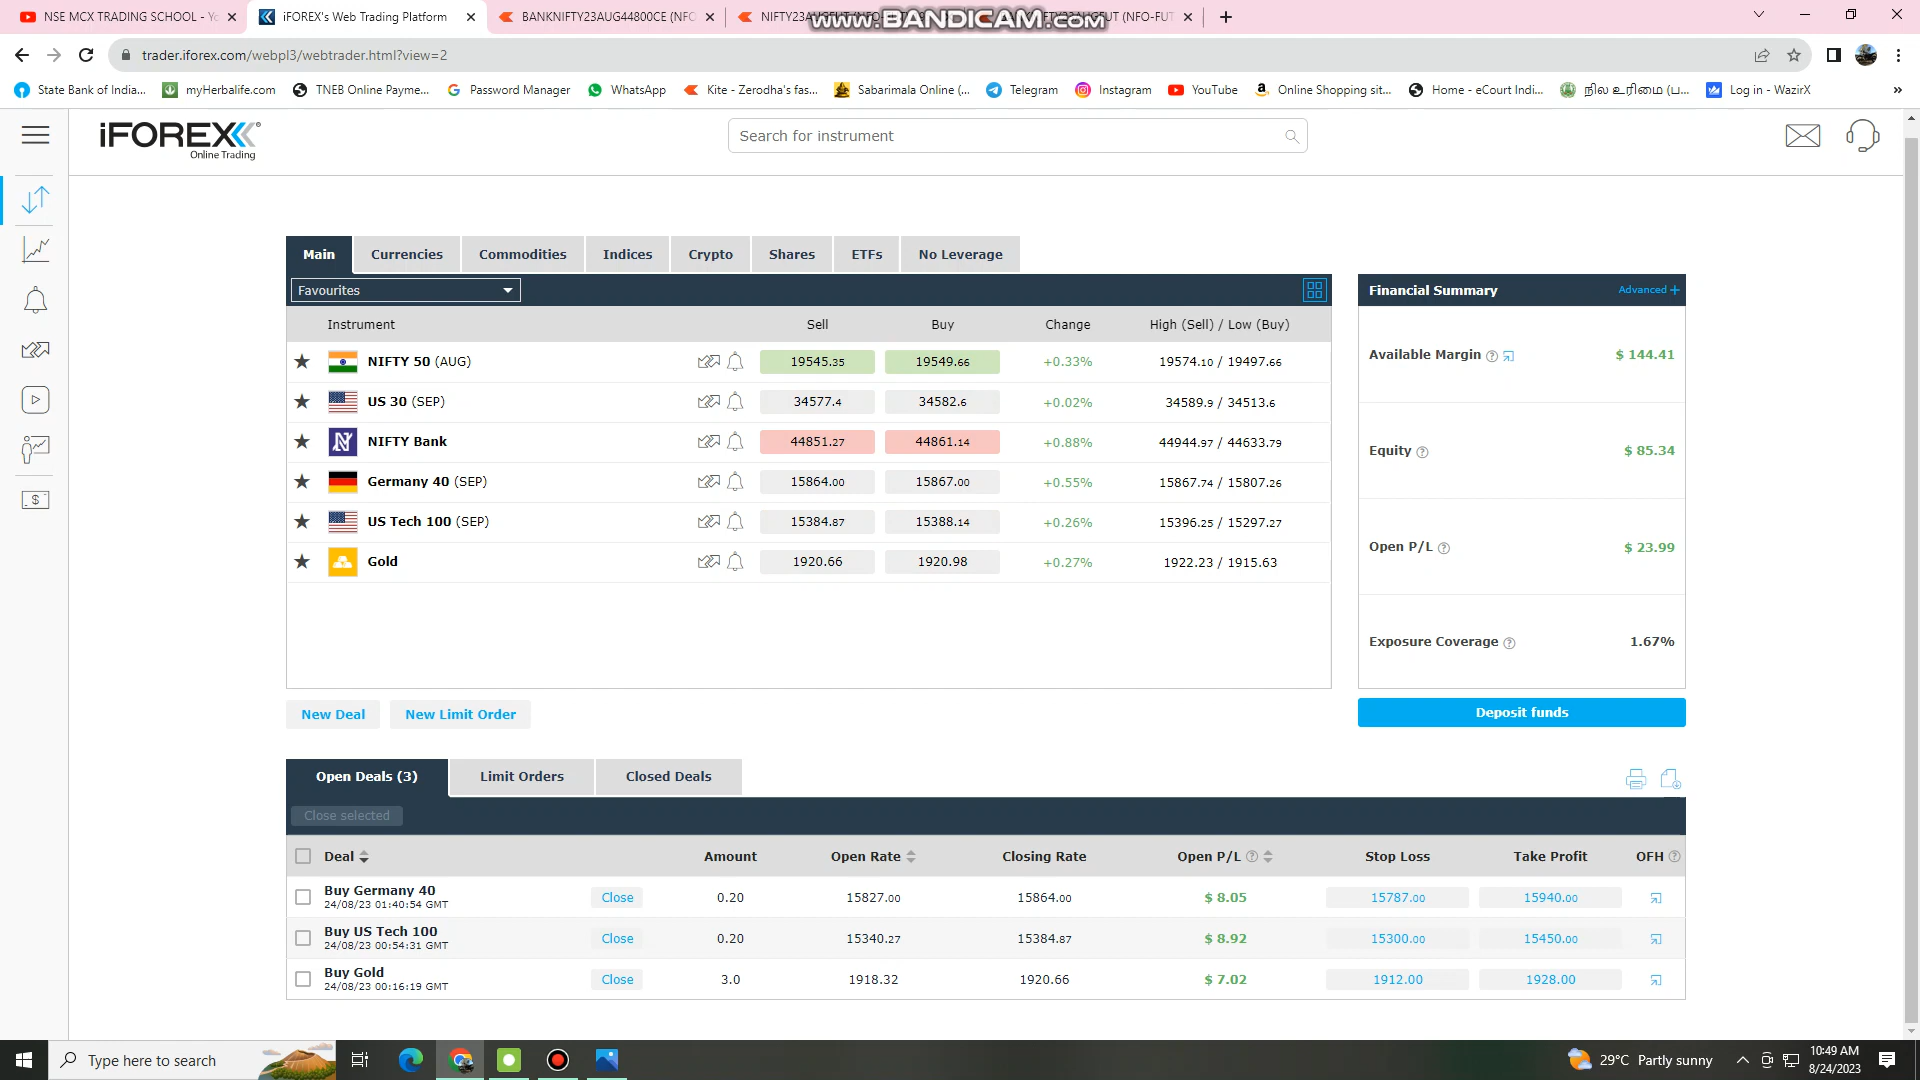 NSE MCX TRADING SCHOOL - Yo
iFOREX's Web Trading Platform
BANKNIFTY23AUG44800CE (NFO
www.BANDICAM.com
trader.iforex.com/webpl3/webtrader.html?view=2
State Bank of India...
myHerbalife.com
TNEB Online Payme...
Password Manager
WhatsApp
Kite - Zerodha's fas...
Sabarimala Online (...
Telegram
Instagram
YouTube
Online Shopping sit...
Home - eCourt Indi...
நில உரிமை (ப...
Log in - WazirX
»
iFOREX
Online Trading
Search for instrument
Main Currencies Commodities Indices Crypto Shares ETFs No Leverage
Favourites
Instrument Sell Buy Change High (Sell) / Low (Buy)
NIFTY 50 (AUG) 19545.35 19549.66 +0.33% 19574.10 / 19497.66
US 30 (SEP) 34577.4 34582.6 +0.02% 34589.9 / 34513.6
NIFTY Bank 44851.27 44861.14 +0.88% 44944.97 / 44633.79
Germany 40 (SEP) 15864.00 15867.00 +0.55% 15867.74 / 15807.26
US Tech 100 (SEP) 15384.87 15388.14 +0.26% 15396.25 / 15297.27
Gold 1920.66 1920.98 +0.27% 1922.23 / 1915.63
Financial Summary Advanced +
Available Margin ? $ 144.41
Equity ? $ 85.34
Open P/L ? $ 23.99
Exposure Coverage ? 1.67%
New Deal New Limit Order
Deposit funds
Open Deals (3) Limit Orders Closed Deals
Close selected
Deal Amount Open Rate Closing Rate Open P/L ? Stop Loss Take Profit OFH ?
Buy Germany 40
24/08/23 01:40:54 GMT
Close 0.20 15827.00 15864.00 $ 8.05 15787.00 15940.00
Buy US Tech 100
24/08/23 00:54:31 GMT
Close 0.20 15340.27 15384.87 $ 8.92 15300.00 15450.00
Buy Gold
24/08/23 00:16:19 GMT
Close 3.0 1918.32 1920.66 $ 7.02 1912.00 1928.00
Type here to search
29°C Partly sunny
10:49 AM
8/24/2023